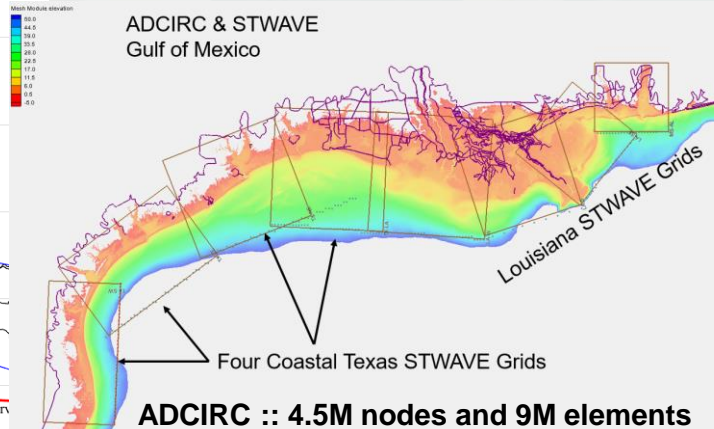 Mesh Module elevation
50.0
44.5
39.0
33.5
28.0
22.5
17.0
11.5
6.0
0.5
-5.0
ADCIRC & STWAVE
Gulf of Mexico
Louisiana STWAVE Grids
Four Coastal Texas STWAVE Grids
ADCIRC :: 4.5M nodes and 9M elements